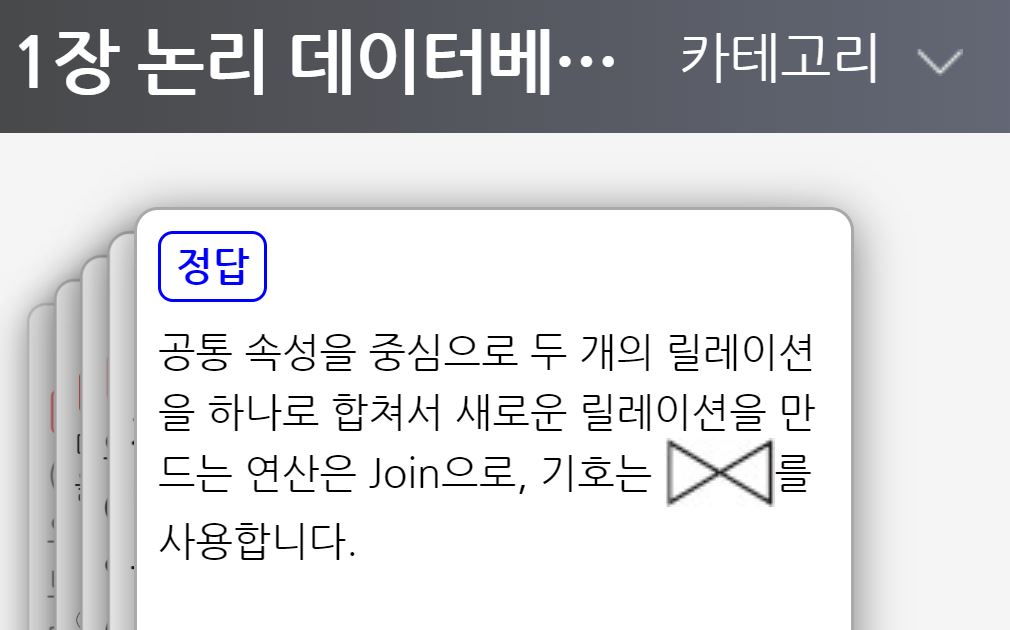 1장 논리 데이터베…
카테고리
정답
공통 속성을 중심으로 두 개의 릴레이션
을 하나로 합쳐서 새로운 릴레이션을 만
드는 연산은 Join으로, 기호는 ⋈를
사용합니다.